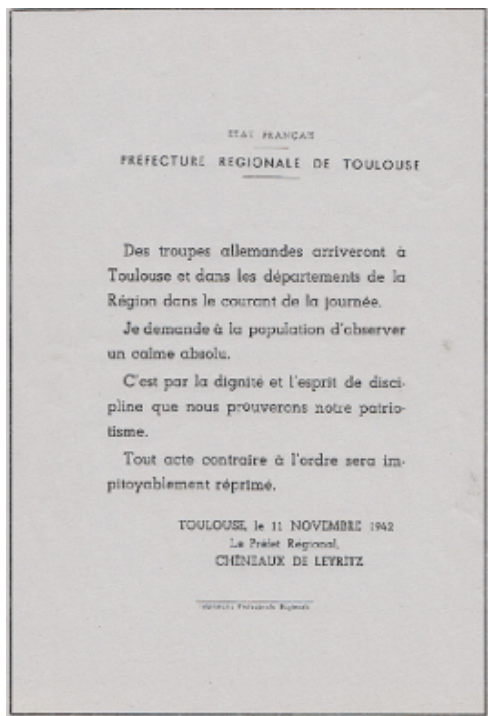 ETAT FRANÇAIS
PRÉFECTURE RÉGIONALE DE TOULOUSE
Des troupes allemandes arriveront à
Toulouse et dans les départements de la
Région dans le courant de la journée.
Je demande à la population d'observer
un calme absolu.
C'est par la dignité et l'esprit de disci-
pline que nous prouverons notre patrio-
tisme.
Tout acte contraire à l'ordre sera im-
pitoyablement réprimé.
TOULOUSE, le 11 NOVEMBRE 1942
Le Préfet Régional,
CHÉNEAUX DE LEYRITZ